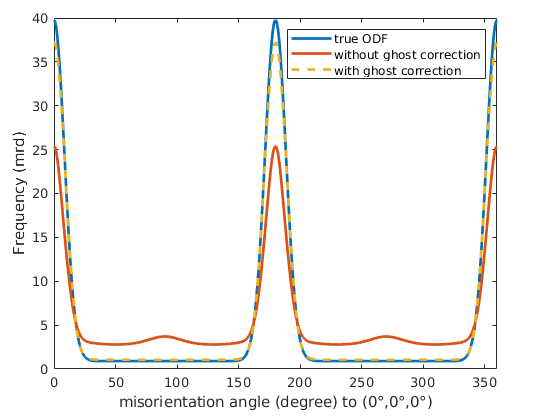 40
35
30
25
20
15
10
5
0
Frequency (mrd)
true ODF
without ghost correction
with ghost correction
0 50 100 150 200 250 300 350
misorientation angle (degree) to (0°,0°,0°)